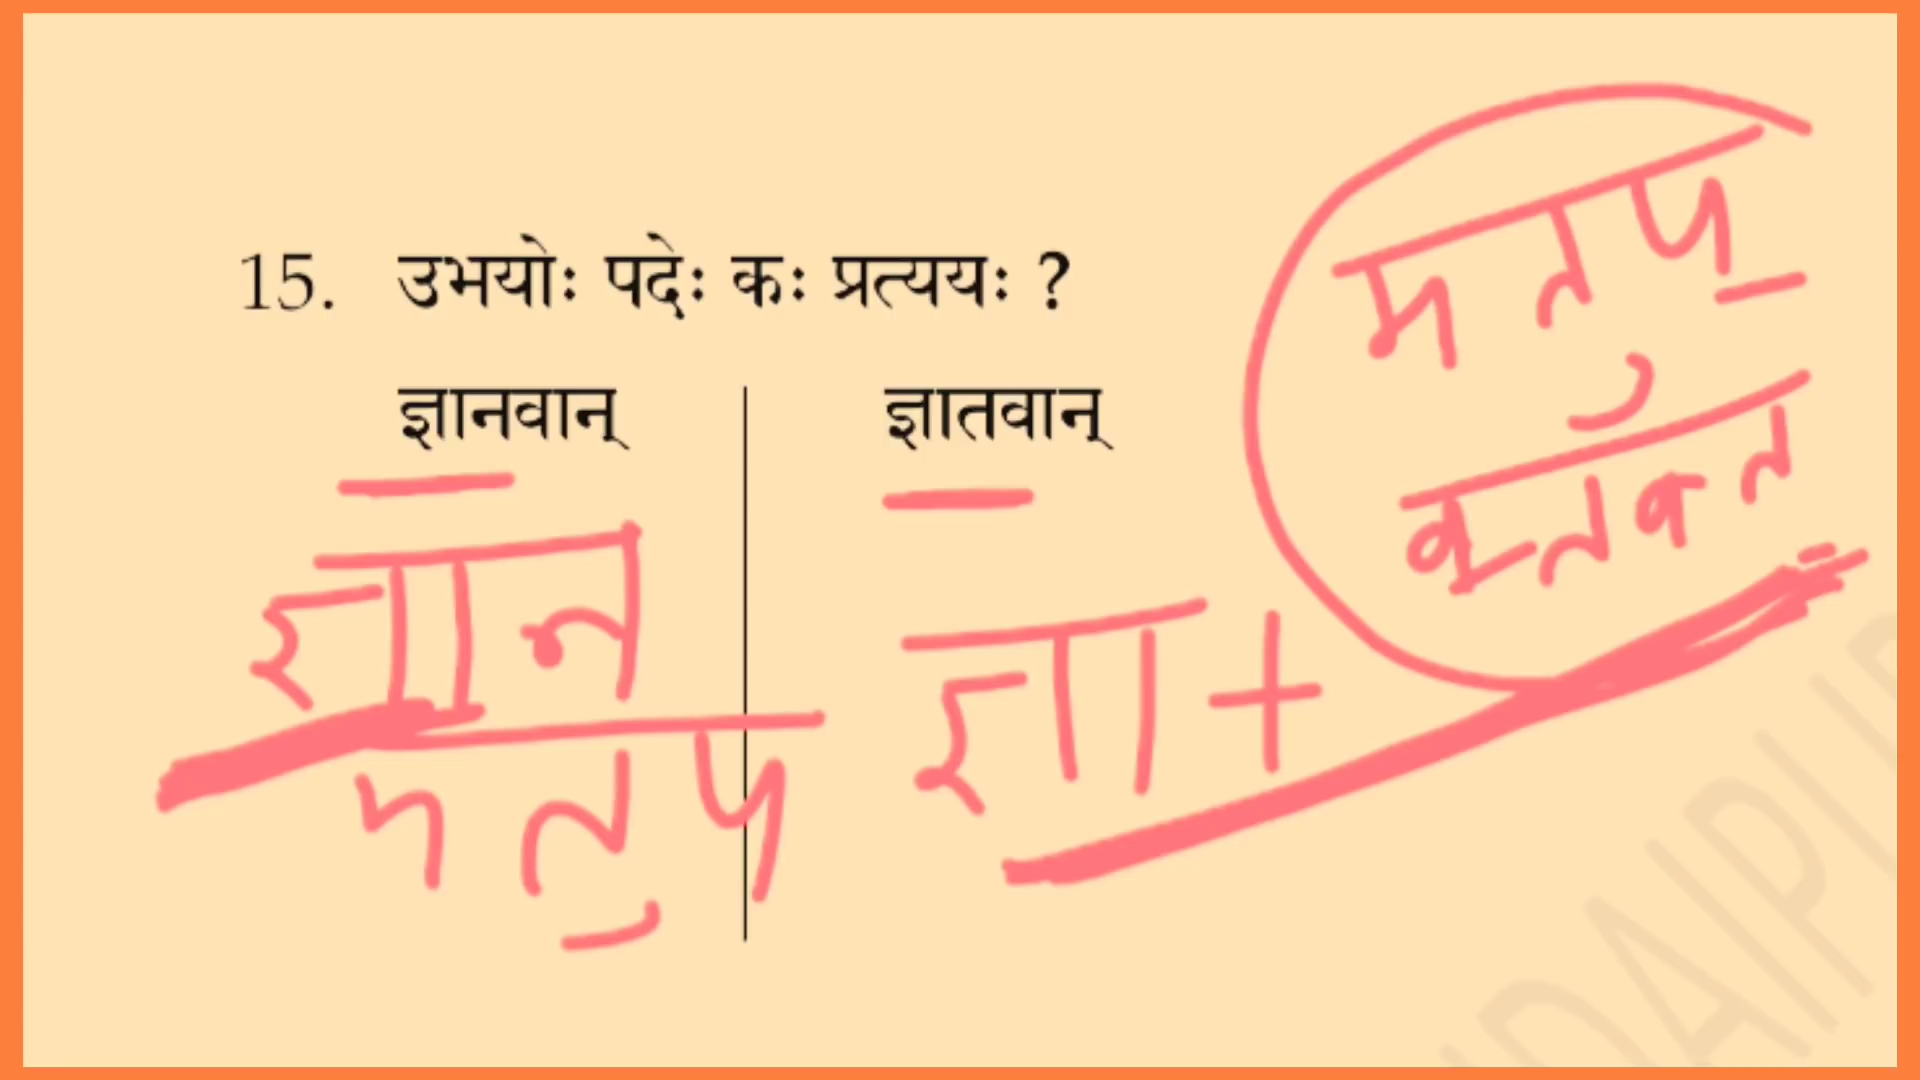 15. उभयोः पदेः कः प्रत्ययः ?
ज्ञानवान् ज्ञातवान्
मतुप्
क्तवतु
ज्ञान
मतुप
ज्ञा +